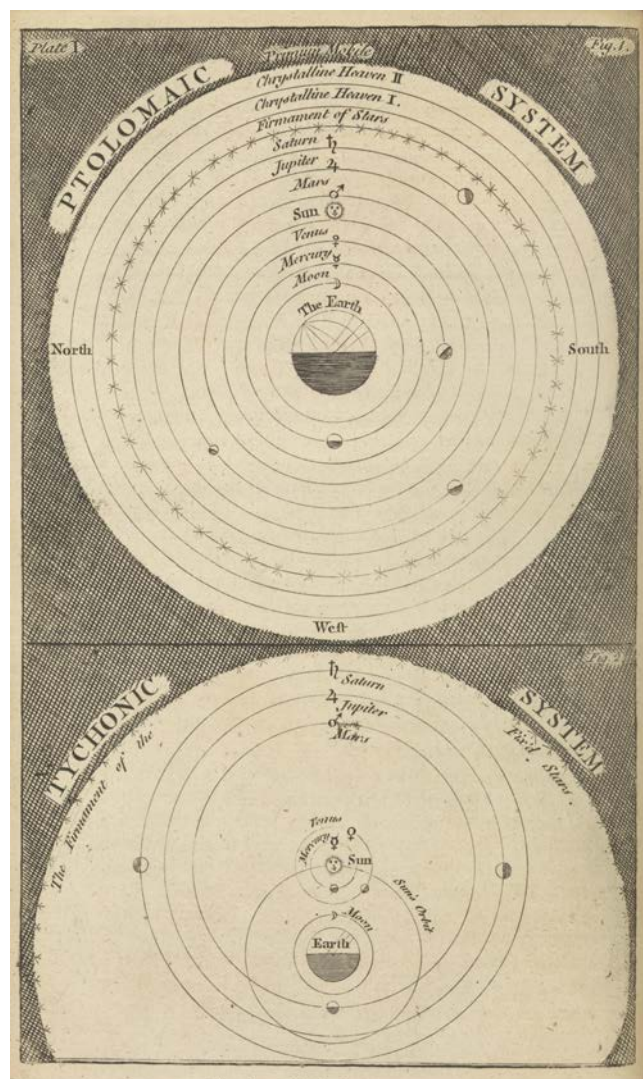 Plate I.
Fig. 1.
PTOLOMAIC
SYSTEM
Primum Mobile
Chrystalline Heaven II
Chrystalline Heaven I.
Firmament of Stars
Saturn ♄
Jupiter ♃
Mars ♂
Sun
Venus ♀
Mercury ☿
Moon ☽
The Earth
North
South
West
TYCHONIC
SYSTEM
The Firmament of the
Fix'd Stars.
♄ Saturn
♃ Jupiter
♂ Mars
Venus ♀
Mercury ☿
Sun
Sun's Orbit
☽ Moon
Earth